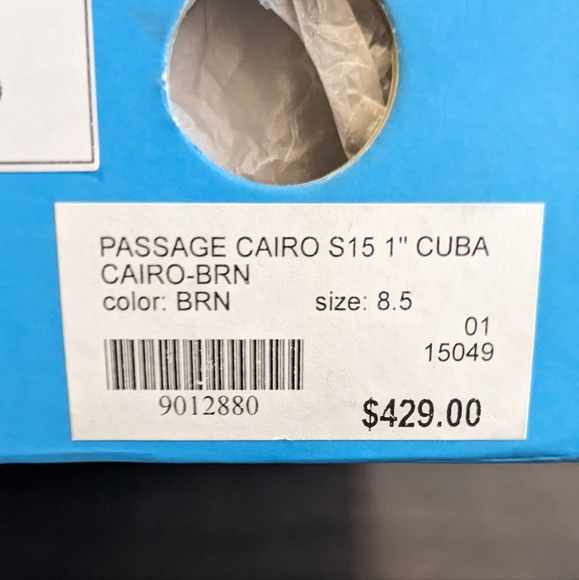 PASSAGE CAIRO S15 1" CUBA
CAIRO-BRN
color: BRN size: 8.5
01
15049
9012880
$429.00